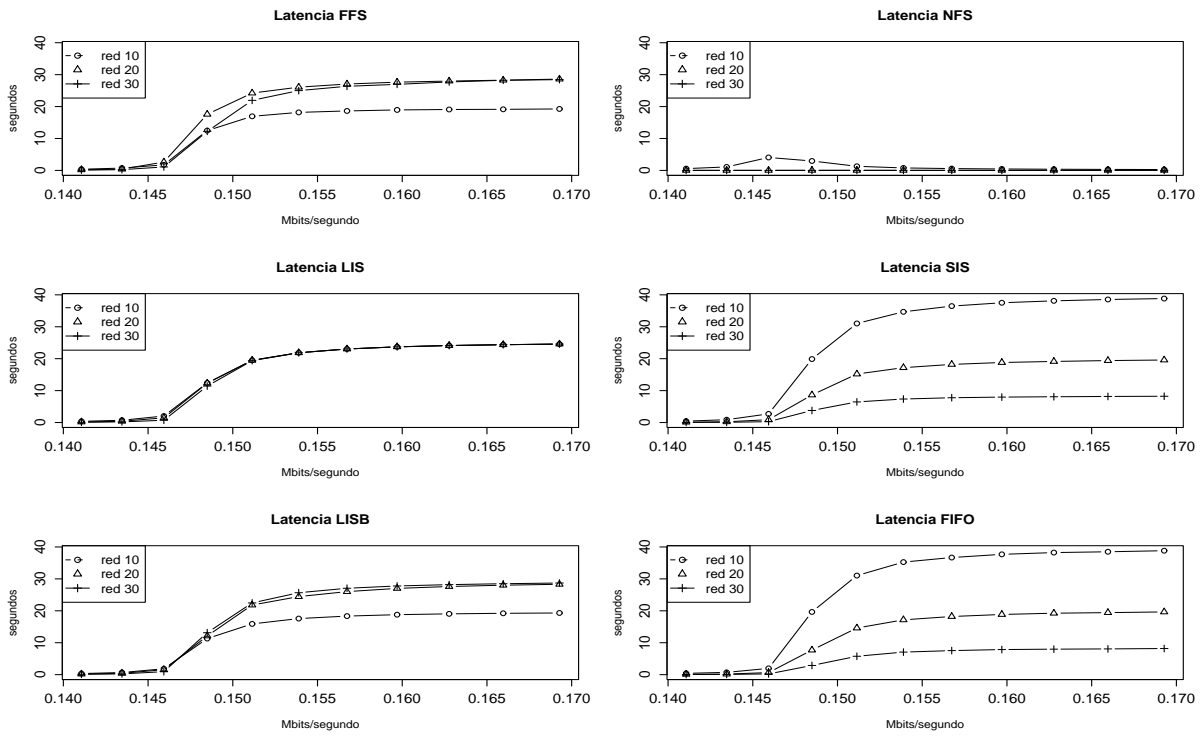 Latencia FFS
40
30
20
10
0
segundos
red 10
red 20
red 30
0.140 0.145 0.150 0.155 0.160 0.165 0.170
Mbits/segundo
Latencia NFS
40
30
20
10
0
segundos
red 10
red 20
red 30
0.140 0.145 0.150 0.155 0.160 0.165 0.170
Mbits/segundo
Latencia LIS
40
30
20
10
0
segundos
red 10
red 20
red 30
0.140 0.145 0.150 0.155 0.160 0.165 0.170
Mbits/segundo
Latencia SIS
40
30
20
10
0
segundos
red 10
red 20
red 30
0.140 0.145 0.150 0.155 0.160 0.165 0.170
Mbits/segundo
Latencia LISB
40
30
20
10
0
segundos
red 10
red 20
red 30
0.140 0.145 0.150 0.155 0.160 0.165 0.170
Mbits/segundo
Latencia FIFO
40
30
20
10
0
segundos
red 10
red 20
red 30
0.140 0.145 0.150 0.155 0.160 0.165 0.170
Mbits/segundo